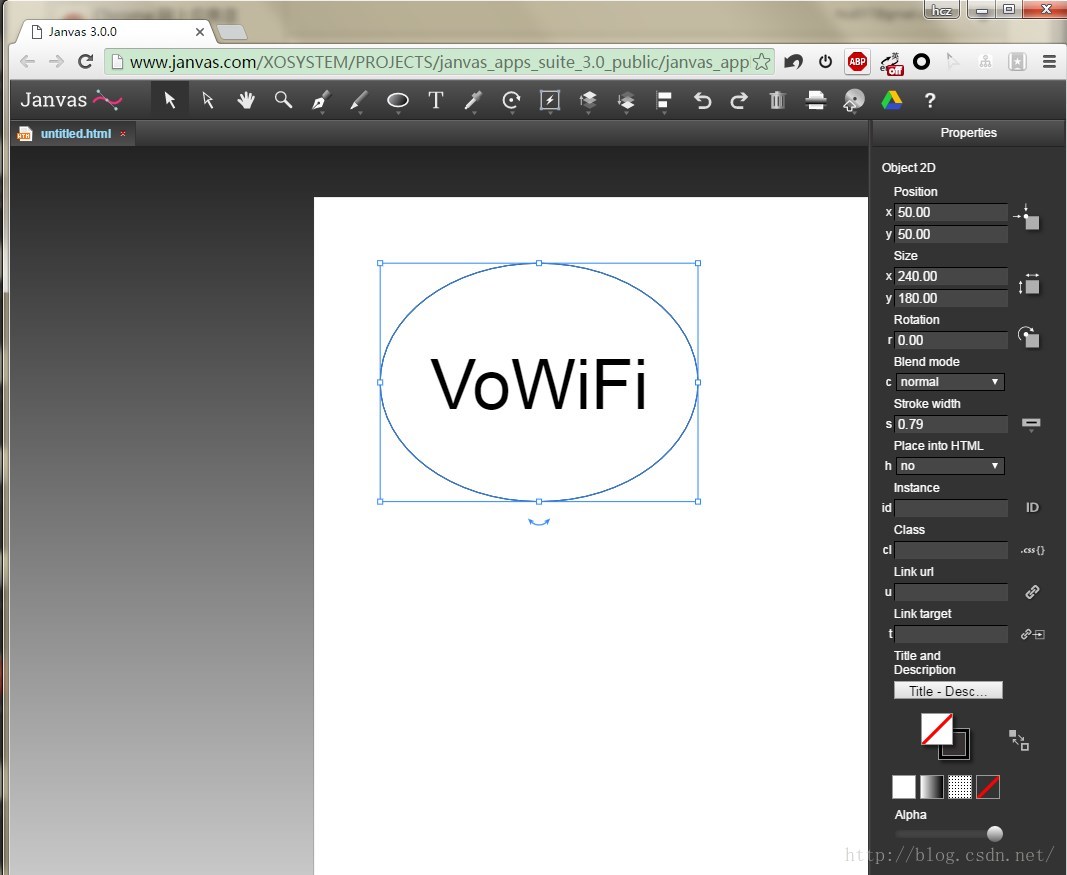 hcz
Janvas 3.0.0
www.janvas.com/XOSYSTEM/PROJECTS/janvas_apps_suite_3.0_public/janvas_app
ABP
off
Janvas
T
?
untitled.html
Properties
Object 2D
Position
x 50.00
y 50.00
Size
x 240.00
y 180.00
Rotation
r 0.00
Blend mode
c normal
Stroke width
s 0.79
Place into HTML
h no
Instance
id ID
Class
cl .css{}
Link url
u
Link target
t
Title and
Description
Title - Desc...
Alpha
VoWiFi
http://blog.csdn.net/